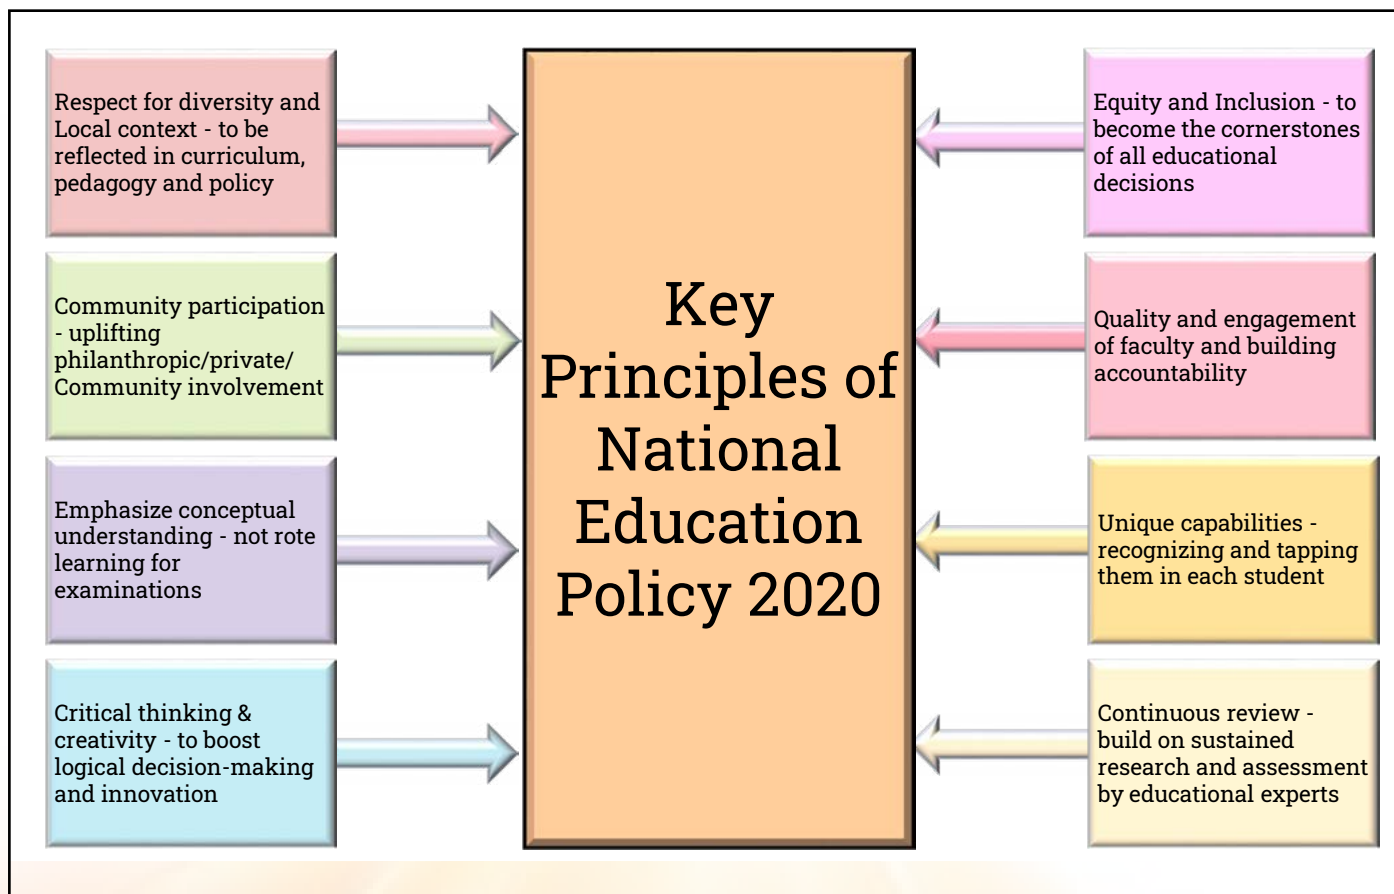 Respect for diversity and
Local context - to be
reflected in curriculum,
pedagogy and policy
Community participation
- uplifting
philanthropic/private/
Community involvement
Emphasize conceptual
understanding - not rote
learning for
examinations
Critical thinking &
creativity - to boost
logical decision-making
and innovation
Key
Principles of
National
Education
Policy 2020
Equity and Inclusion - to
become the cornerstones
of all educational
decisions
Quality and engagement
of faculty and building
accountability
Unique capabilities -
recognizing and tapping
them in each student
Continuous review -
build on sustained
research and assessment
by educational experts